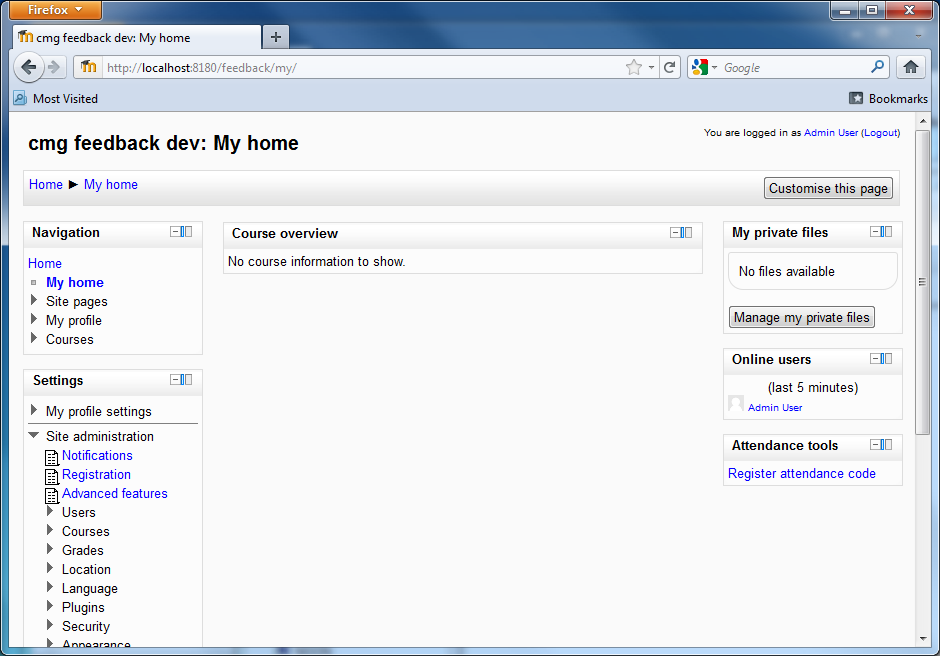 Firefox
cmg feedback dev: My home
http://localhost:8180/feedback/my/
Google
Most Visited
Bookmarks
You are logged in as Admin User (Logout)
cmg feedback dev: My home
Home ► My home
Customise this page
Navigation
Home
My home
Site pages
My profile
Courses
Settings
My profile settings
Site administration
Notifications
Registration
Advanced features
Users
Courses
Grades
Location
Language
Plugins
Security
Appearance
Course overview
No course information to show.
My private files
No files available
Manage my private files
Online users
(last 5 minutes)
Admin User
Attendance tools
Register attendance code